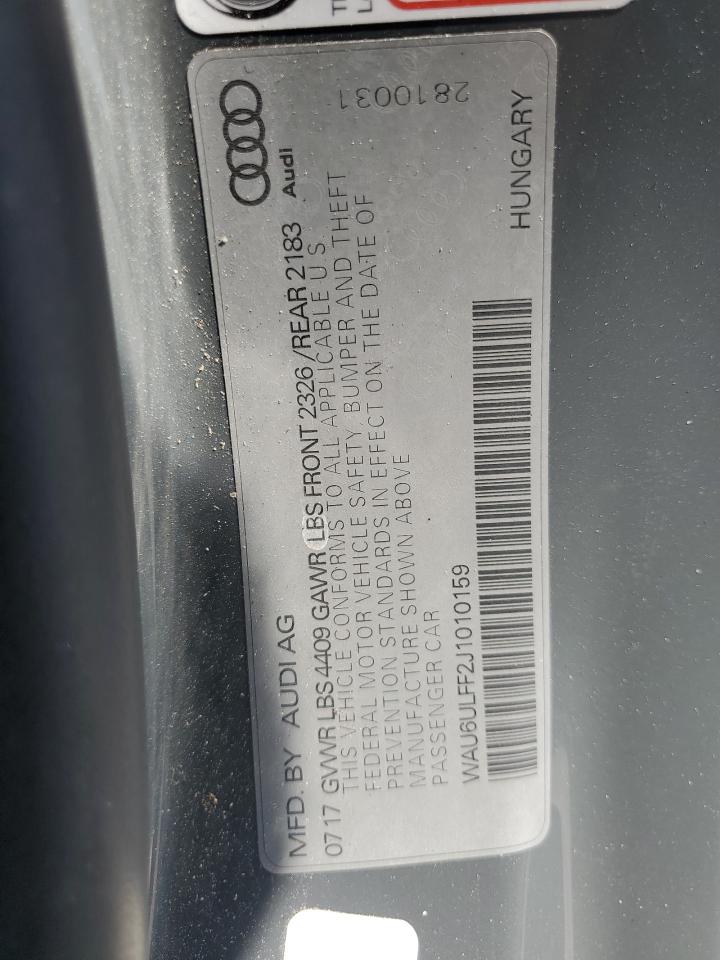 MFD. BY AUDI AG
Audi
0717 GVWR LBS 4409 GAWR LBS FRONT 2326 /REAR 2183
THIS VEHICLE CONFORMS TO ALL APPLICABLE U S.
FEDERAL MOTOR VEHICLE SAFETY, BUMPER AND THEFT
PREVENTION STANDARDS IN EFFECT ON THE DATE OF
MANUFACTURE SHOWN ABOVE
PASSENGER CAR
2810031
WAU6ULFF2J1010159
HUNGARY